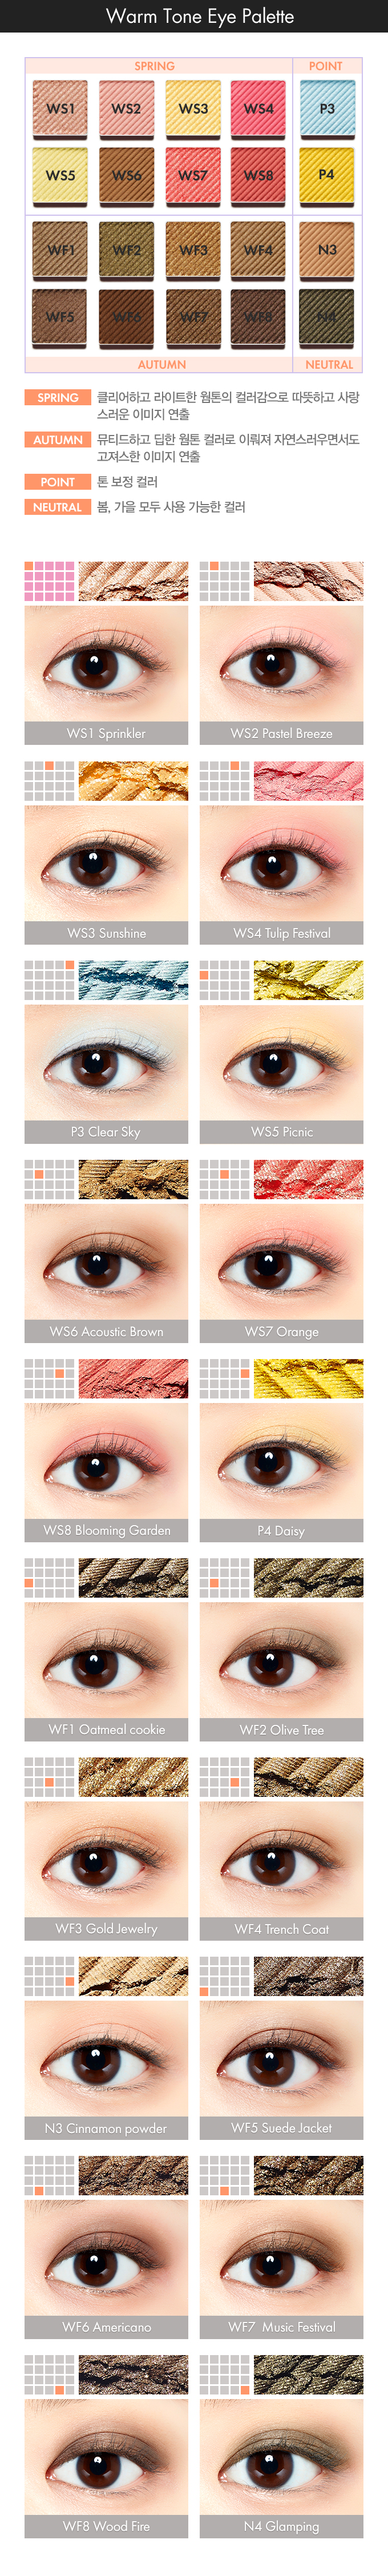 Warm Tone Eye Palette
SPRING POINT
WS1 WS2 WS3 WS4 P3
WS5 WS6 WS7 WS8 P4
WF1 WF2 WF3 WF4 N3
WF5 WF6 WF7 WF8 N4
AUTUMN NEUTRAL
SPRING 클리어하고 라이트한 웜톤의 컬러감으로 따뜻하고 사랑
스러운 이미지 연출
AUTUMN 뮤티드하고 딥한 웜톤 컬러로 이뤄져 자연스러우면서도
고져스한 이미지 연출
POINT 톤 보정 컬러
NEUTRAL 봄, 가을 모두 사용 가능한 컬러
WS1 Sprinkler WS2 Pastel Breeze
WS3 Sunshine WS4 Tulip Festival
P3 Clear Sky WS5 Picnic
WS6 Acoustic Brown WS7 Orange
WS8 Blooming Garden P4 Daisy
WF1 Oatmeal cookie WF2 Olive Tree
WF3 Gold Jewelry WF4 Trench Coat
N3 Cinnamon powder WF5 Suede Jacket
WF6 Americano WF7 Music Festival
WF8 Wood Fire N4 Glamping